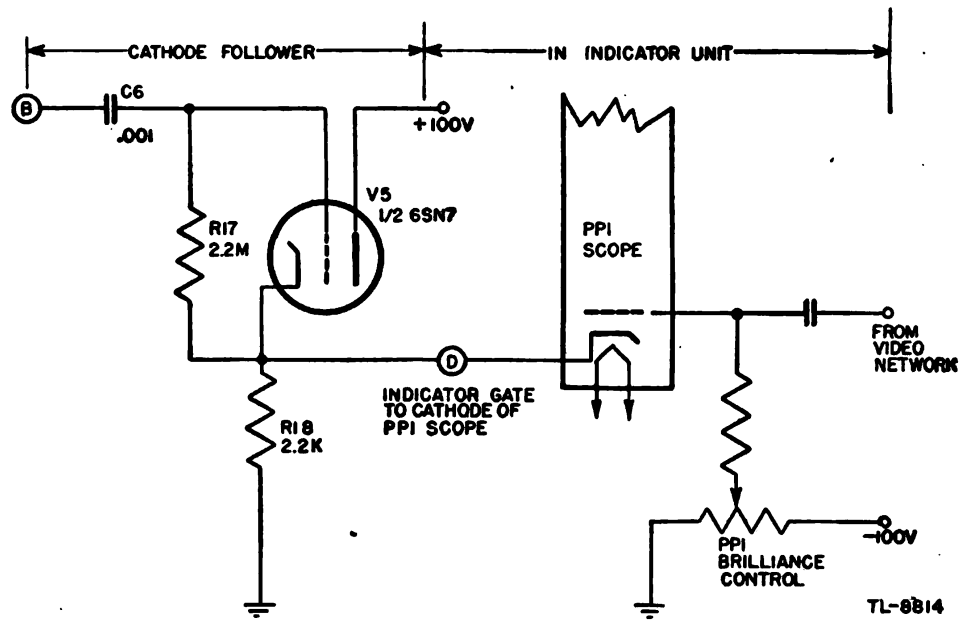 CATHODE FOLLOWER
IN INDICATOR UNIT
B
C6
.001
+100V
V5
1/2 6SN7
R17
2.2M
PPI
SCOPE
D
FROM
VIDEO
NETWORK
INDICATOR GATE
TO CATHODE OF
PPI SCOPE
R18
2.2K
-100V
PPI
BRILLIANCE
CONTROL
TL-8814